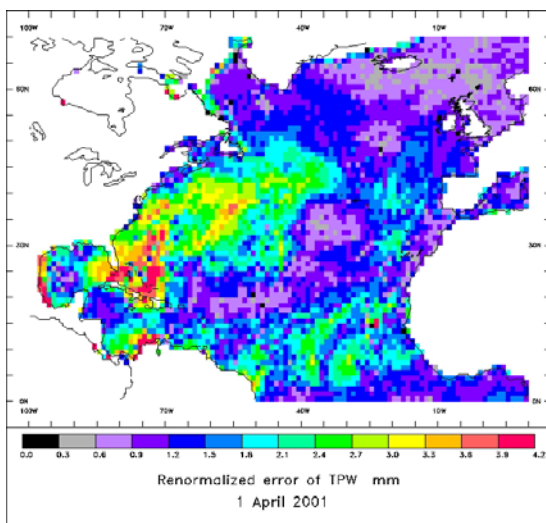 100W 70W 40W 10W
60N 60N
30N 30N
0N 0N
100W 70W 40W 10W
0.0 0.3 0.6 0.9 1.2 1.5 1.8 2.1 2.4 2.7 3.0 3.3 3.6 3.9 4.2
Renormalized error of TPW mm
1 April 2001